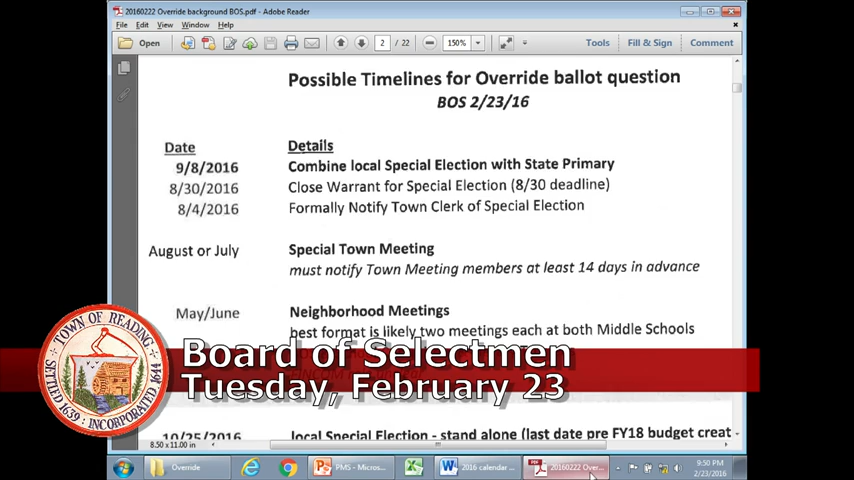 20160222 Override background BOS.pdf - Adobe Reader
File Edit View Window Help
Open 2 / 22 150% Tools Fill & Sign Comment
Possible Timelines for Override ballot question
BOS 2/23/16
Date Details
9/8/2016 Combine local Special Election with State Primary
8/30/2016 Close Warrant for Special Election (8/30 deadline)
8/4/2016 Formally Notify Town Clerk of Special Election
August or July Special Town Meeting
must notify Town Meeting members at least 14 days in advance
May/June Neighborhood Meetings
best format is likely two meetings each at both Middle Schools
TOWN OF READING
SETTLED 1639
INCORPORATED 1644
Board of Selectmen
Tuesday, February 23
10/25/2016 local Special Election - stand alone (last date pre FY18 budget creat
8.50 x 11.00 in
Override PMS - Micros... 2016 calendar ... 20160222 Over...
9:50 PM
2/23/2016